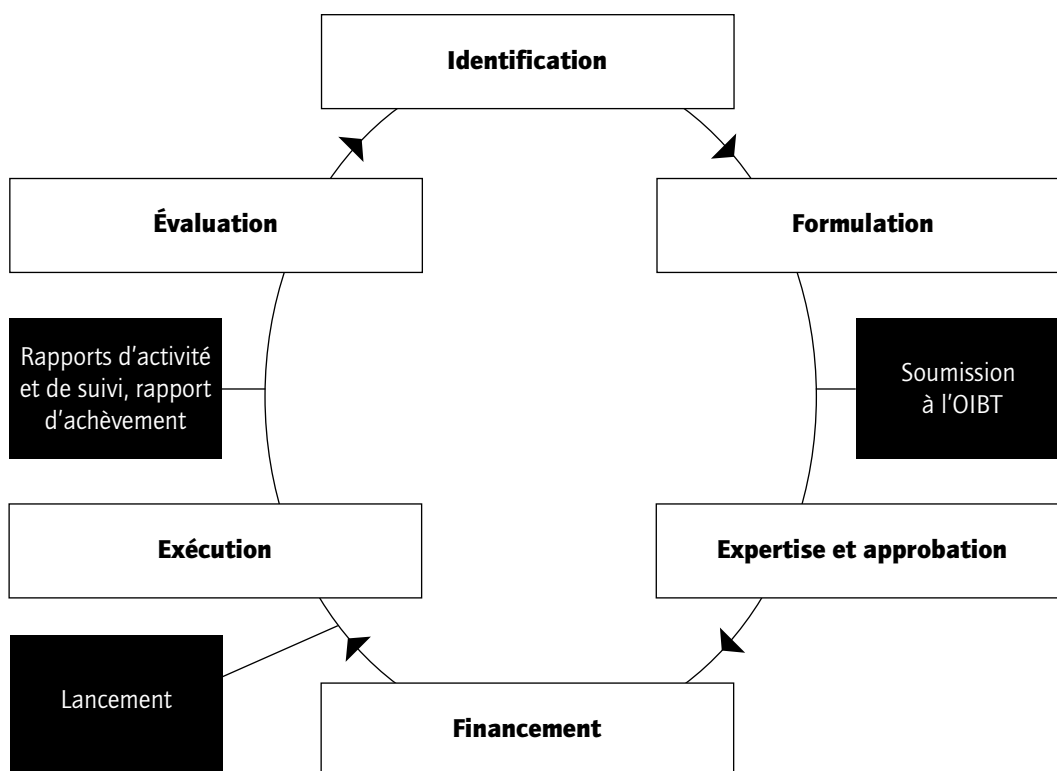 Identification
Évaluation
Formulation
Rapports d'activité
et de suivi, rapport
d'achèvement
Soumission
à l'OIBT
Exécution
Expertise et approbation
Lancement
Financement